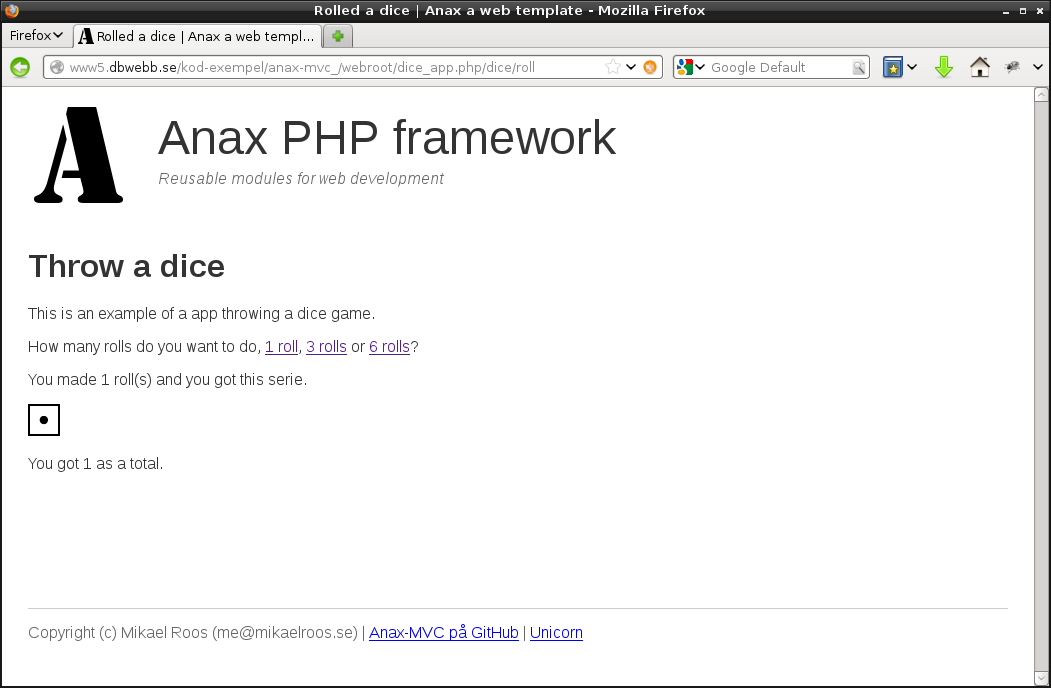 Rolled a dice | Anax a web template - Mozilla Firefox
Firefox
Rolled a dice | Anax a web templ...
www5.dbwebb.se/kod-exempel/anax-mvc_/webroot/dice_app.php/dice/roll
Google Default
A
Anax PHP framework
Reusable modules for web development
Throw a dice
This is an example of a app throwing a dice game.
How many rolls do you want to do, 1 roll, 3 rolls or 6 rolls?
You made 1 roll(s) and you got this serie.
You got 1 as a total.
Copyright (c) Mikael Roos (me@mikaelroos.se) | Anax-MVC på GitHub | Unicorn